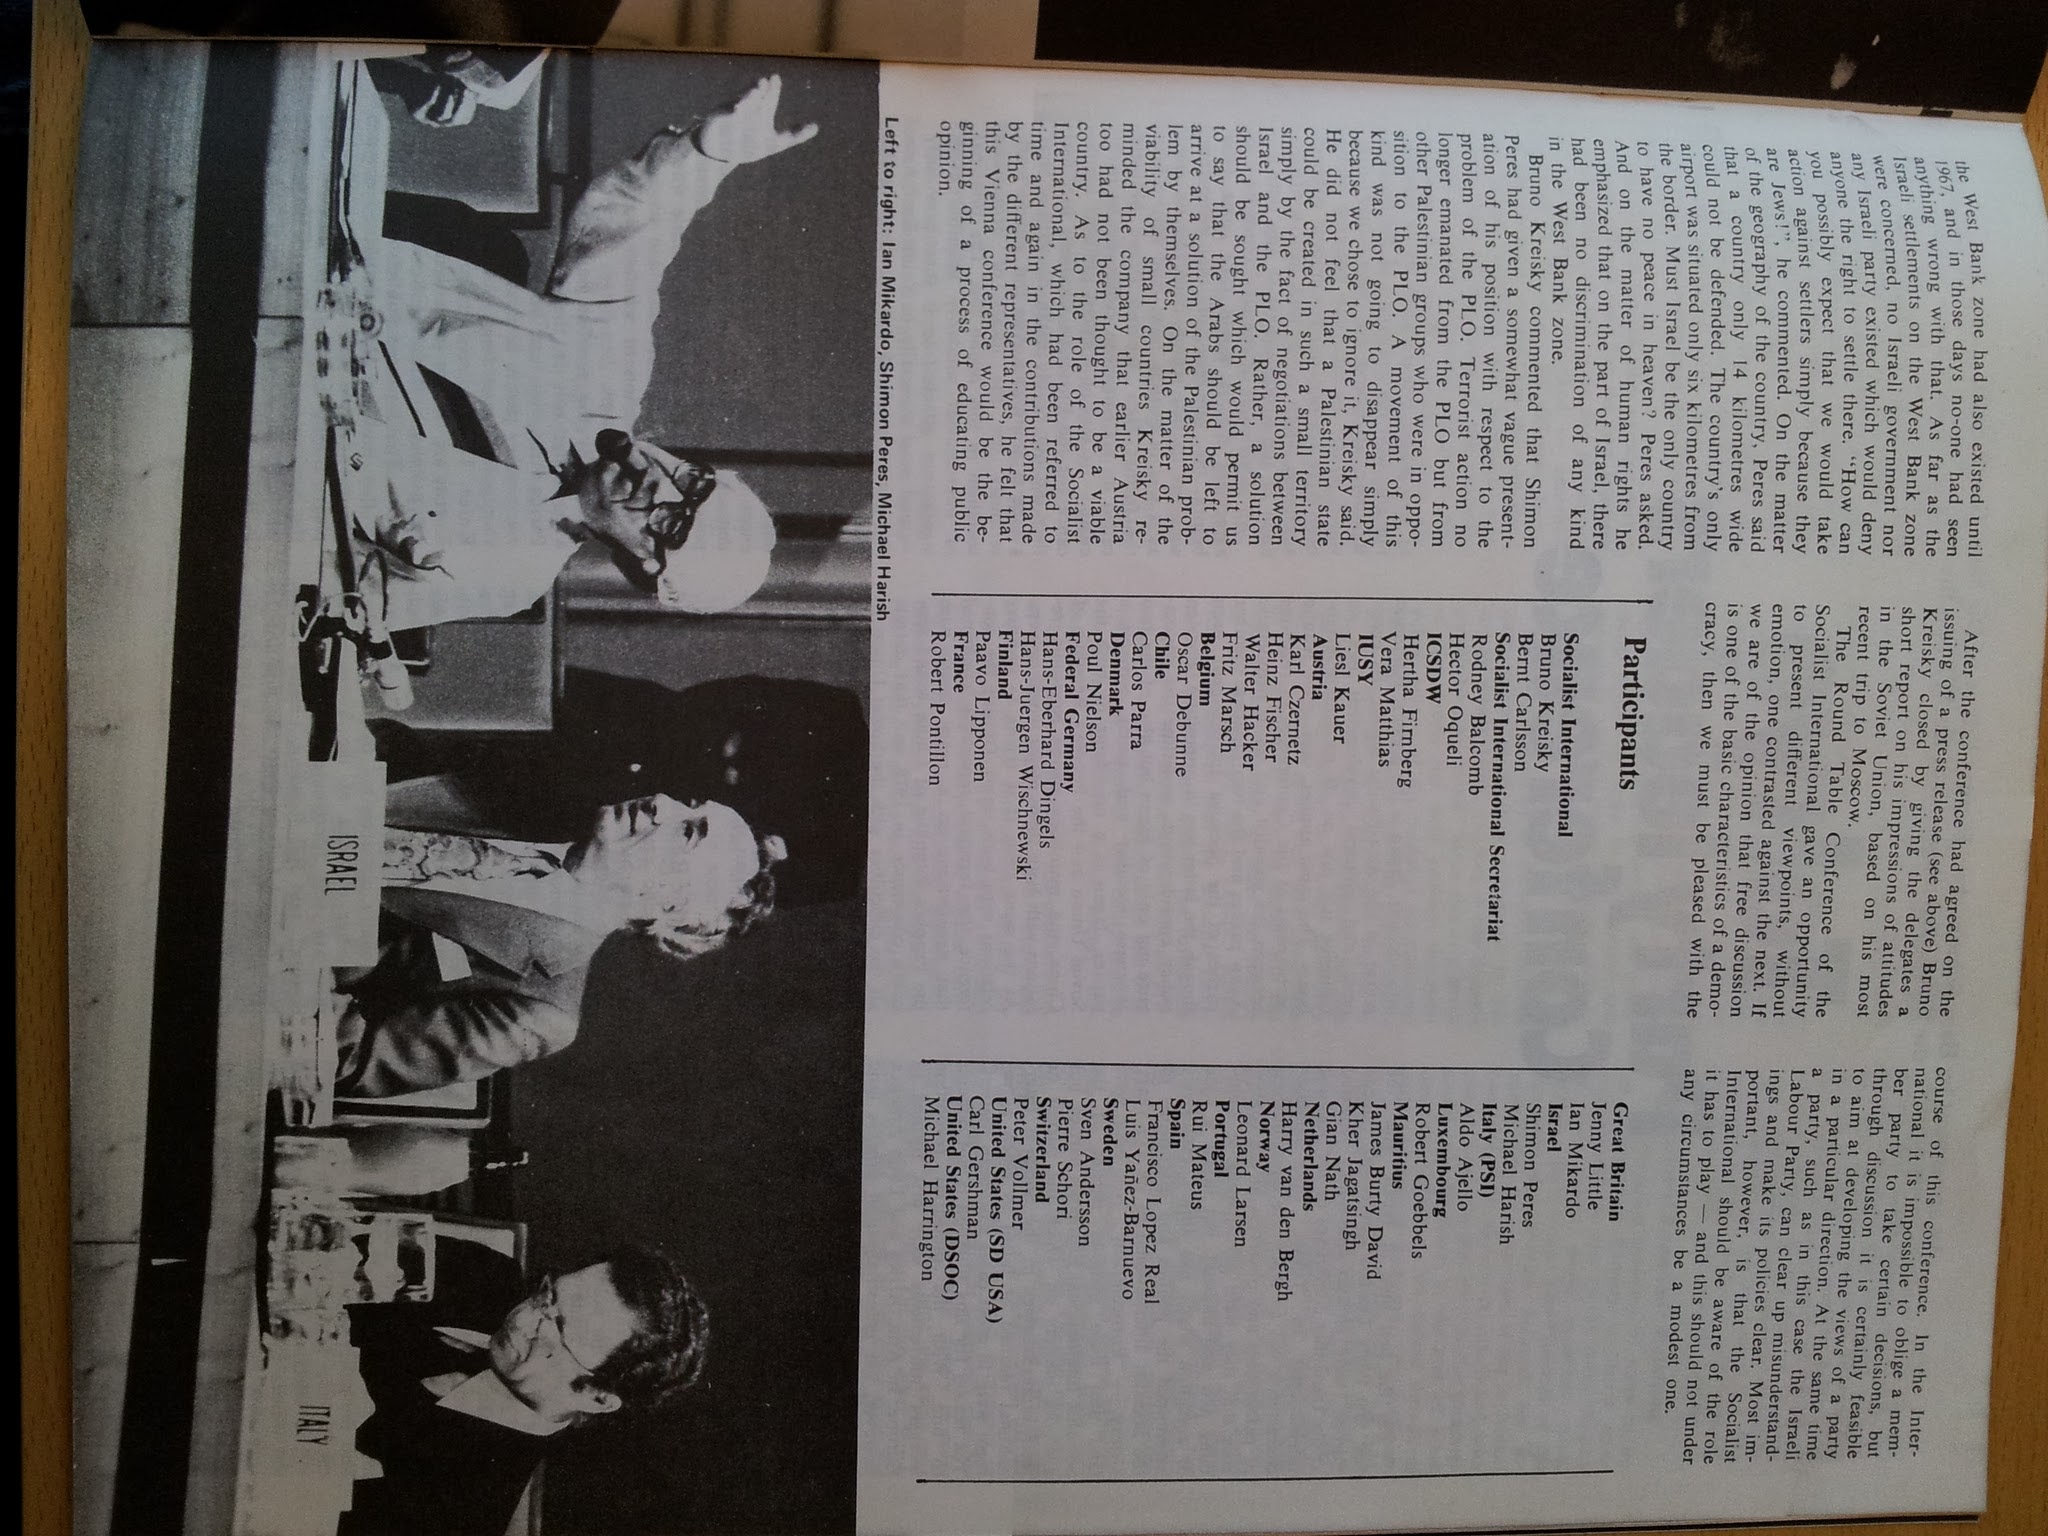 the West Bank zone had also existed until
1967, and in those days no-one had seen
anything wrong with that. As far as the
Israeli settlements on the West Bank zone
were concerned, no Israeli government nor
any Israeli party existed which would deny
anyone the right to settle there. "How can
you possibly expect that we would take
action against settlers simply because they
are Jews!", he commented. On the matter
of the geography of the country, Peres said
that a country only 14 kilometres wide
could not be defended. The country's only
airport was situated only six kilometres from
the border. Must Israel be the only country
to have no peace in heaven? Peres asked.
And on the matter of human rights he
emphasized that on the part of Israel, there
had been no discrimination of any kind
in the West Bank zone.
Bruno Kreisky commented that Shimon
Peres had given a somewhat vague present-
ation of his position with respect to the
problem of the PLO. Terrorist action no
longer emanated from the PLO but from
other Palestinian groups who were in oppo-
sition to the PLO. A movement of this
kind was not going to disappear simply
because we chose to ignore it, Kreisky said.
He did not feel that a Palestinian state
could be created in such a small territory
simply by the fact of negotiations between
Israel and the PLO. Rather, a solution
should be sought which would permit us
to say that the Arabs should be left to
arrive at a solution of the Palestinian prob-
lem by themselves. On the matter of the
viability of small countries Kreisky re-
minded the company that earlier Austria
too had not been thought to be a viable
country. As to the role of the Socialist
International, which had been referred to
time and again in the contributions made
by the different representatives, he felt that
this Vienna conference would be the be-
ginning of a process of educating public
opinion.
After the conference had agreed on the
issuing of a press release (see above) Bruno
Kreisky closed by giving the delegates a
short report on his impressions of attitudes
in the Soviet Union, based on his most
recent trip to Moscow.
The Round Table Conference of the
Socialist International gave an opportunity
to present different viewpoints, without
emotion, one contrasted against the next. If
we are of the opinion that free discussion
is one of the basic characteristics of a demo-
cracy, then we must be pleased with the
course of this conference. In the Inter-
national it is impossible to oblige a mem-
ber party to take certain decisions, but
through discussion it is certainly feasible
to aim at developing the views of a party
in a particular direction. At the same time
a party, such as in this case the Israeli
Labour Party, can clear up misunderstand-
ings and make its policies clear. Most im-
portant, however, is that the Socialist
International should be aware of the role
it has to play — and this should not under
any circumstances be a modest one.
Participants
Socialist International
Bruno Kreisky
Bernt Carlsson
Socialist International Secretariat
Rodney Balcomb
Hector Oqueli
ICSDW
Hertha Firnberg
Vera Matthias
IUSY
Liesl Kauer
Austria
Karl Czernetz
Heinz Fischer
Walter Hacker
Fritz Marsch
Belgium
Oscar Debunne
Chile
Carlos Parra
Denmark
Poul Nielson
Federal Germany
Hans-Eberhard Dingels
Hans-Juergen Wischnewski
Finland
Paavo Lipponen
France
Robert Pontillon
Great Britain
Jenny Little
Ian Mikardo
Israel
Shimon Peres
Michael Harish
Italy (PSI)
Aldo Ajello
Luxembourg
Robert Goebbels
Mauritius
James Burty David
Kher Jagatsingh
Gian Nath
Netherlands
Harry van den Bergh
Norway
Leonard Larsen
Portugal
Rui Mateus
Spain
Francisco Lopez Real
Luis Yañez-Barnuevo
Sweden
Sven Andersson
Pierre Schori
Switzerland
Peter Vollmer
United States (SD USA)
Carl Gershman
United States (DSOC)
Michael Harrington
Left to right: Ian Mikardo, Shimon Peres, Michael Harish
ISRAEL
ITALY